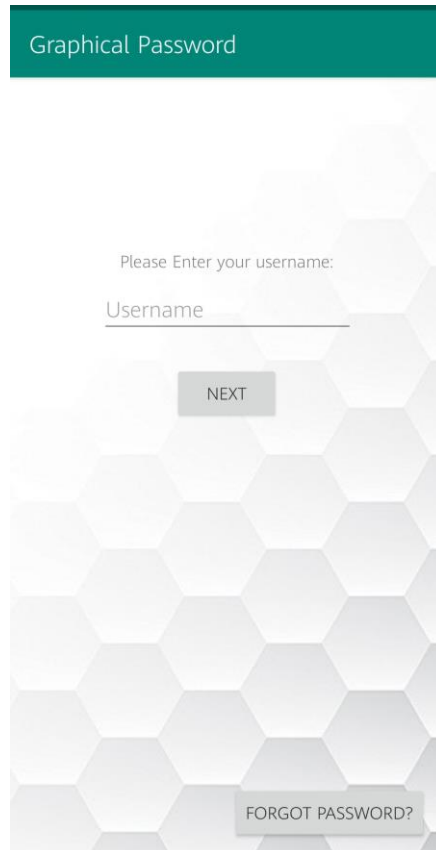 Graphical Password
Please Enter your username:
Username
NEXT
FORGOT PASSWORD?